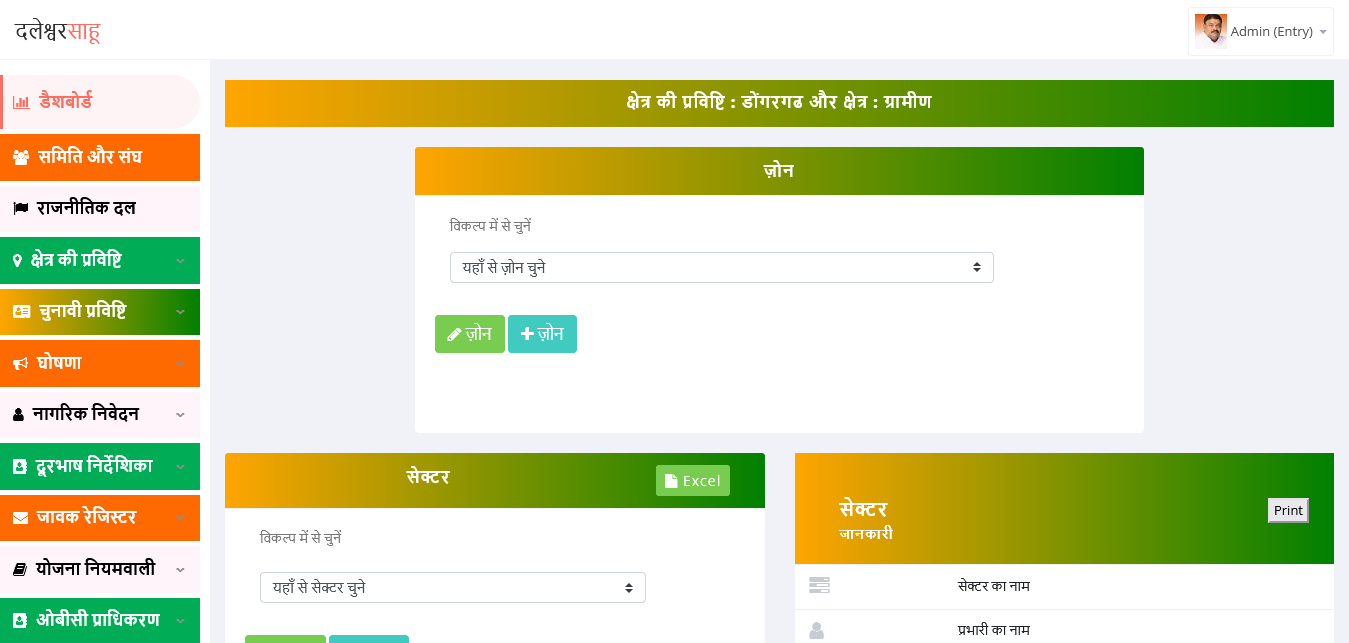 दलेश्वरसाहू
Admin (Entry)
डैशबोर्ड
समिति और संघ
राजनीतिक दल
क्षेत्र की प्रविष्टि
चुनावी प्रविष्टि
घोषणा
नागरिक निवेदन
दूरभाष निर्देशिका
जावक रेजिस्टर
योजना नियमवाली
ओबीसी प्राधिकरण
क्षेत्र की प्रविष्टि : डोंगरगढ और क्षेत्र : ग्रामीण
ज़ोन
विकल्प में से चुनें
यहाँ से ज़ोन चुने
ज़ोन ज़ोन
सेक्टर Excel
विकल्प में से चुनें
यहाँ से सेक्टर चुने
सेक्टर
जानकारी
Print
सेक्टर का नाम
प्रभारी का नाम